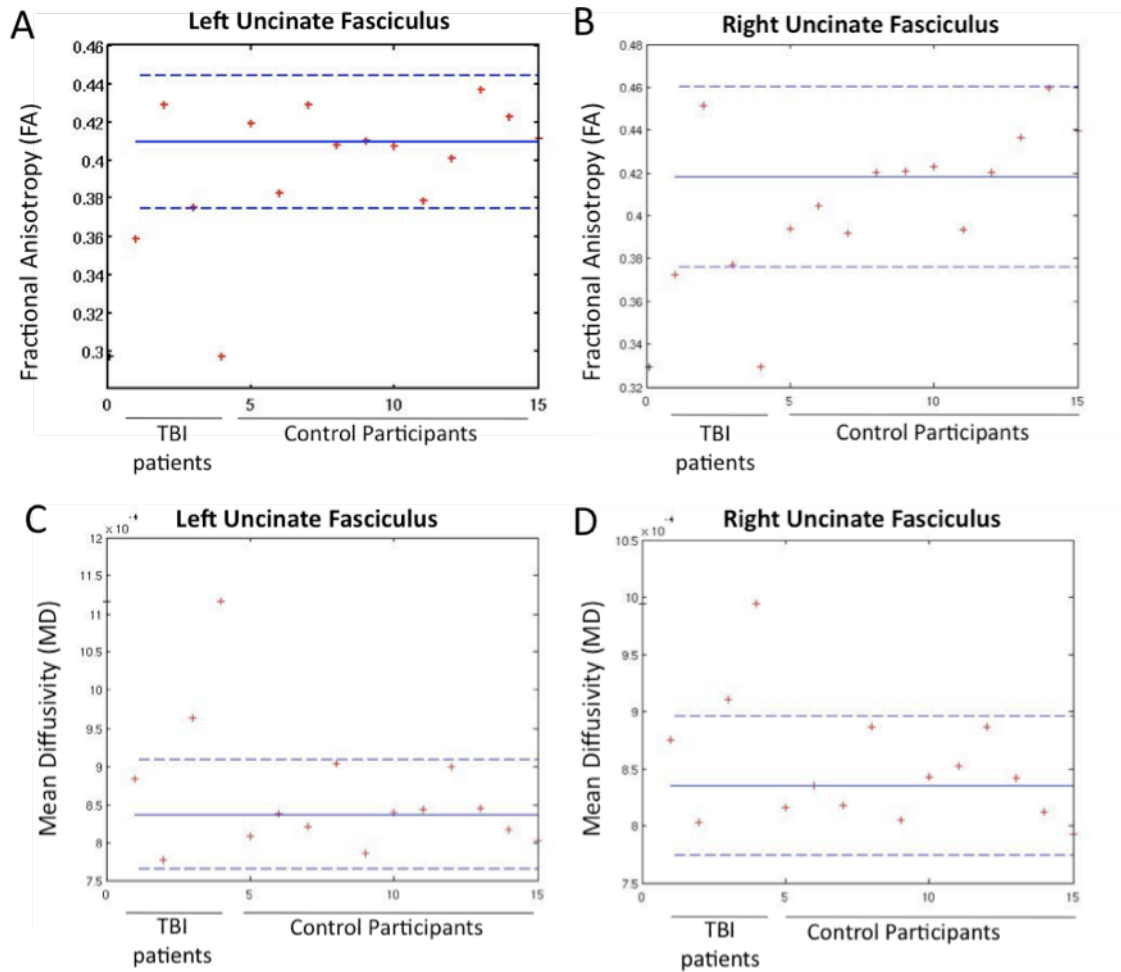 A
Left Uncinate Fasciculus
Fractional Anisotropy (FA)
0.46
0.44
0.42
0.4
0.38
0.36
0.34
0.32
0.3
0 5 10 15
TBI patients
Control Participants
B
Right Uncinate Fasciculus
Fractional Anisotropy (FA)
0.48
0.46
0.44
0.42
0.4
0.38
0.36
0.34
0.32
0 5 10 15
TBI patients
Control Participants
C
Left Uncinate Fasciculus
×10⁻⁴
Mean Diffusivity (MD)
12
11.5
11
10.5
10
9.5
9
8.5
8
7.5
0 5 10 15
TBI patients
Control Participants
D
Right Uncinate Fasciculus
×10⁻⁴
Mean Diffusivity (MD)
10.5
10
9.5
9
8.5
8
7.5
0 5 10 15
TBI patients
Control Participants